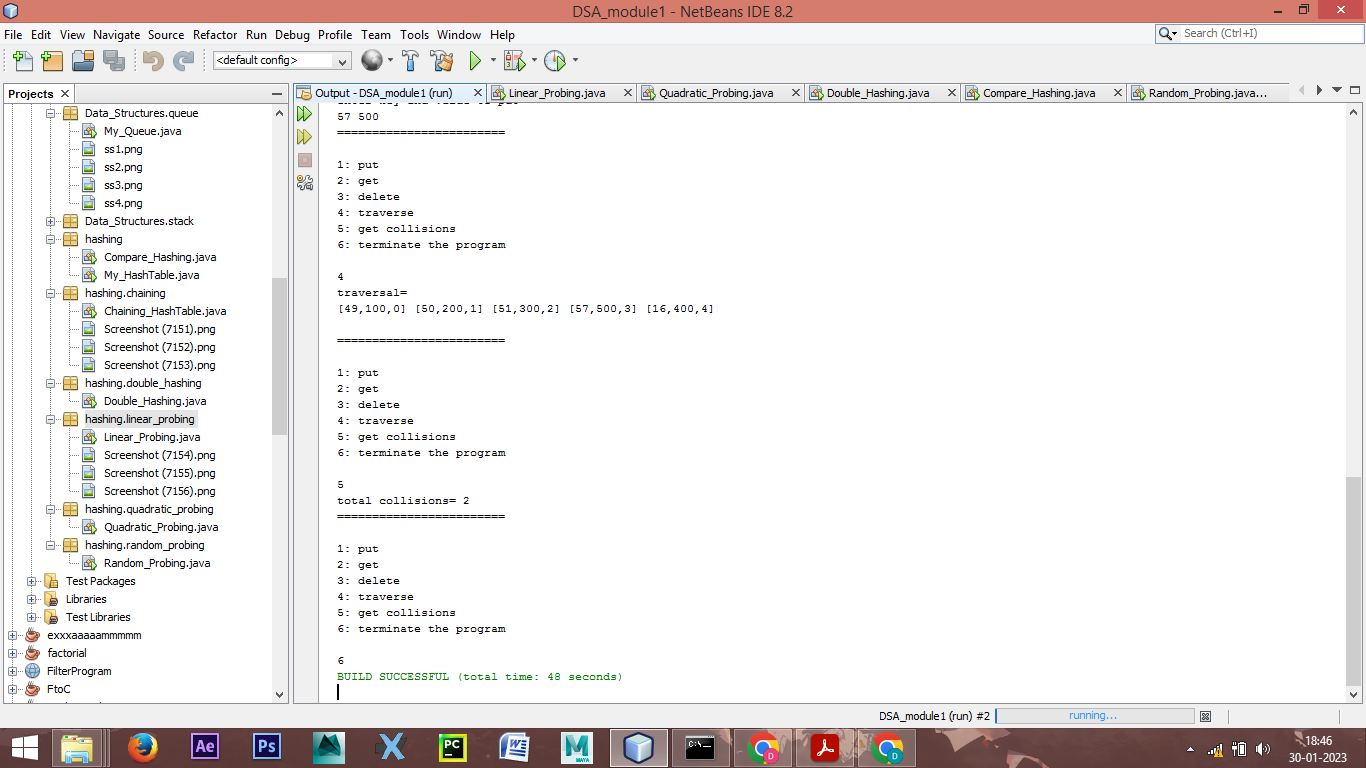 DSA_module1 - NetBeans IDE 8.2
File Edit View Navigate Source Refactor Run Debug Profile Team Tools Window Help
Search (Ctrl+I)
<default config>
Projects
Data_Structures.queue
My_Queue.java
ss1.png
ss2.png
ss3.png
ss4.png
Data_Structures.stack
hashing
Compare_Hashing.java
My_HashTable.java
hashing.chaining
Chaining_HashTable.java
Screenshot (7151).png
Screenshot (7152).png
Screenshot (7153).png
hashing.double_hashing
Double_Hashing.java
hashing.linear_probing
Linear_Probing.java
Screenshot (7154).png
Screenshot (7155).png
Screenshot (7156).png
hashing.quadratic_probing
Quadratic_Probing.java
hashing.random_probing
Random_Probing.java
Test Packages
Libraries
Test Libraries
exxxaaaaammmmm
factorial
FilterProgram
FtoC
Output - DSA_module1 (run) Linear_Probing.java Quadratic_Probing.java Double_Hashing.java Compare_Hashing.java Random_Probing.java...
57 500
========================
1: put
2: get
3: delete
4: traverse
5: get collisions
6: terminate the program
4
traversal=
[49,100,0] [50,200,1] [51,300,2] [57,500,3] [16,400,4]
========================
1: put
2: get
3: delete
4: traverse
5: get collisions
6: terminate the program
5
total collisions= 2
========================
1: put
2: get
3: delete
4: traverse
5: get collisions
6: terminate the program
6
BUILD SUCCESSFUL (total time: 48 seconds)
DSA_module1 (run) #2 running...
Ae Ps PC W M MAYA C:\. D D
18:46
30-01-2023